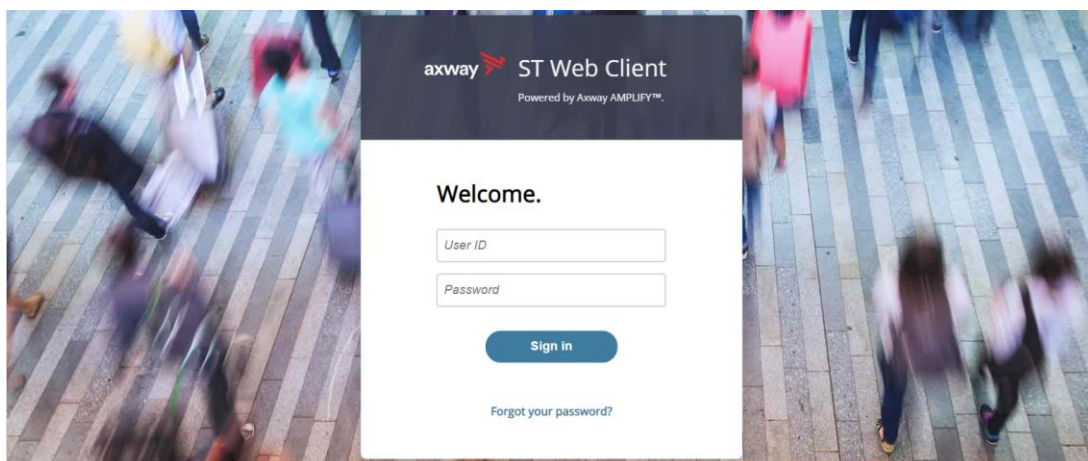 axway ST Web Client
Powered by Axway AMPLIFY™.
Welcome.
User ID
Password
Sign in
Forgot your password?